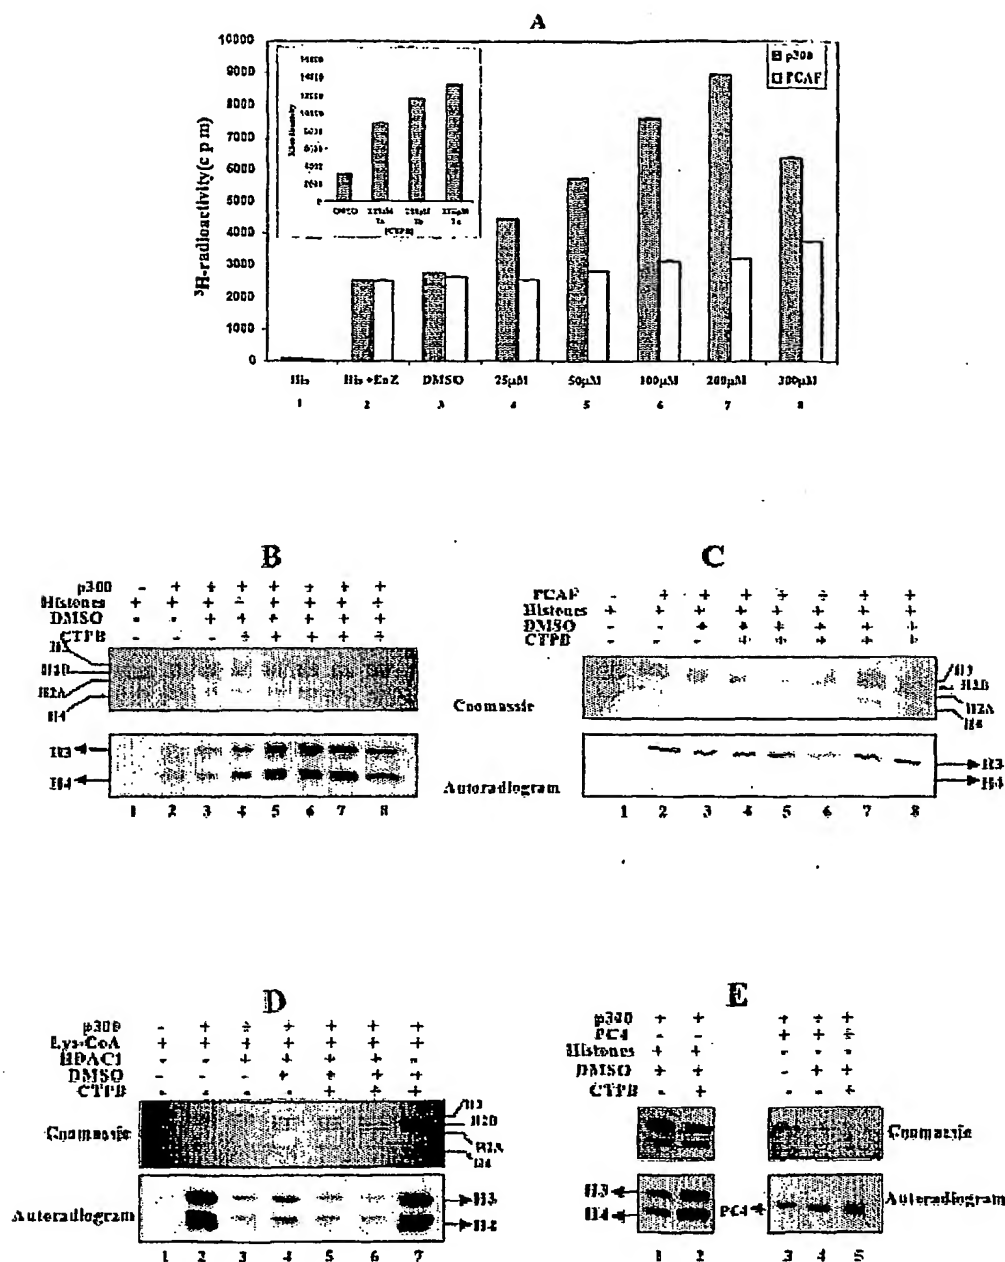 A
10000
9000
8000
7000
6000
5000
4000
3000
2000
1000
0
³H-radioactivity(c p m)
p300
PCAF
DMSO
[CTPB]
His
His +EnZ
DMSO
25µM
50µM
100µM
200µM
300µM
1 2 3 4 5 6 7 8
B
p300 - + + + + + + +
Histones + + + + + + + +
DMSO - - + + + + + +
CTPB - - - + + + + +
H3
H2B
H2A
H4
Coomassie
H3
H4
Autoradiogram
1 2 3 4 5 6 7 8
C
PCAF - + + + + + + +
Histones + + + + + + + +
DMSO - - + + + + + +
CTPB - - - + + + + +
H3
H2B
H2A
H4
H3
H4
1 2 3 4 5 6 7 8
D
p300 - + + + + + +
Lys-CoA + + + + + + +
HDAC1 - - + + + + -
DMSO - - - + + + +
CTPB - - - - + + +
Coomassie
H3
H2B
H2A
H4
Autoradiogram
H3
H4
1 2 3 4 5 6 7
E
p300 + + + + +
PC4 - - + + +
Histones + + - - -
DMSO + + - + +
CTPB - + - - +
Coomassie
H3
H4
PC4
Autoradiogram
1 2 3 4 5